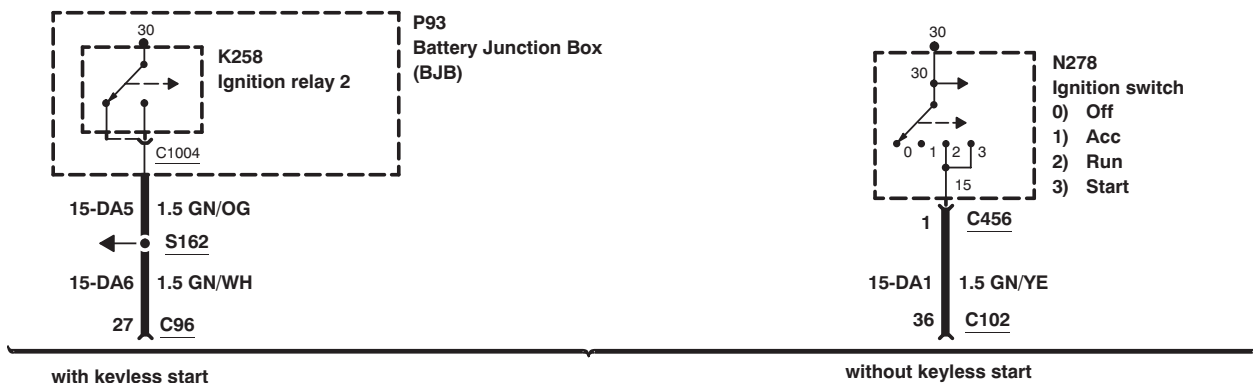 30
K258
Ignition relay 2
C1004
P93
Battery Junction Box
(BJB)
15-DA5 1.5 GN/OG
S162
15-DA6 1.5 GN/WH
27 C96
with keyless start
30
30
0 1 2 3
15
N278
Ignition switch
0) Off
1) Acc
2) Run
3) Start
1 C456
15-DA1 1.5 GN/YE
36 C102
without keyless start